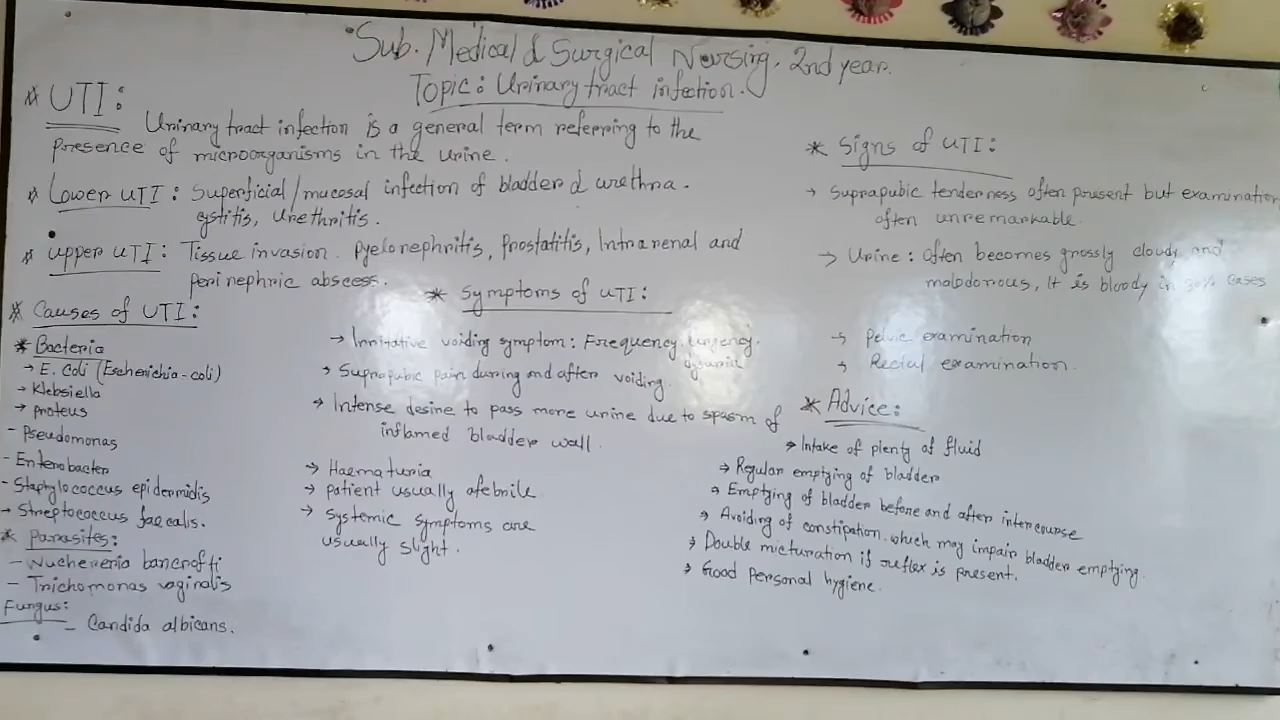 Sub. Medical & Surgical Nursing. 2nd year.
Topic: Urinary tract infection.
* UTI:
Urinary tract infection is a general term referring to the
presence of microorganisms in the urine.
* Lower UTI: Superficial/mucosal infection of bladder & urethra.
cystitis, Urethritis.
* upper UTI: Tissue invasion. Pyelonephritis, Prostatitis, Intrarenal and
perinephric abscess.
* Causes of UTI:
* Bacteria
→ E. Coli (Escherichia-coli)
→ Klebsiella
→ proteus
- Pseudomonas
- Enterobacter
- Staphylococcus epidermidis
→ Streptococcus faecalis.
* Parasites:
- Wuchereria bancrofti
- Trichomonas vaginalis
Fungus:
- Candida albicans.
* Symptoms of UTI:
→ Irritative voiding symptom: Frequency, urgency,
dysuria
→ Suprapubic pain during and after voiding.
→ Intense desire to pass more urine due to spasm of
inflamed bladder wall.
→ Haematuria
→ patient usually afebrile
→ systemic symptoms are
usually slight.
* Signs of UTI:
→ Suprapubic tenderness often present but examination
often unremarkable.
→ Urine: Often becomes grossly cloudy and
malodorous, It is bloody in 30% cases
→ Pelvic examination
→ Rectal examination.
* Advice:
→ Intake of plenty of fluid
→ Regular emptying of bladder
→ Emptying of bladder before and after intercourse
→ Avoiding of constipation. which may impair bladder emptying.
→ Double micturation if reflex is present.
→ Good Personal hygiene.